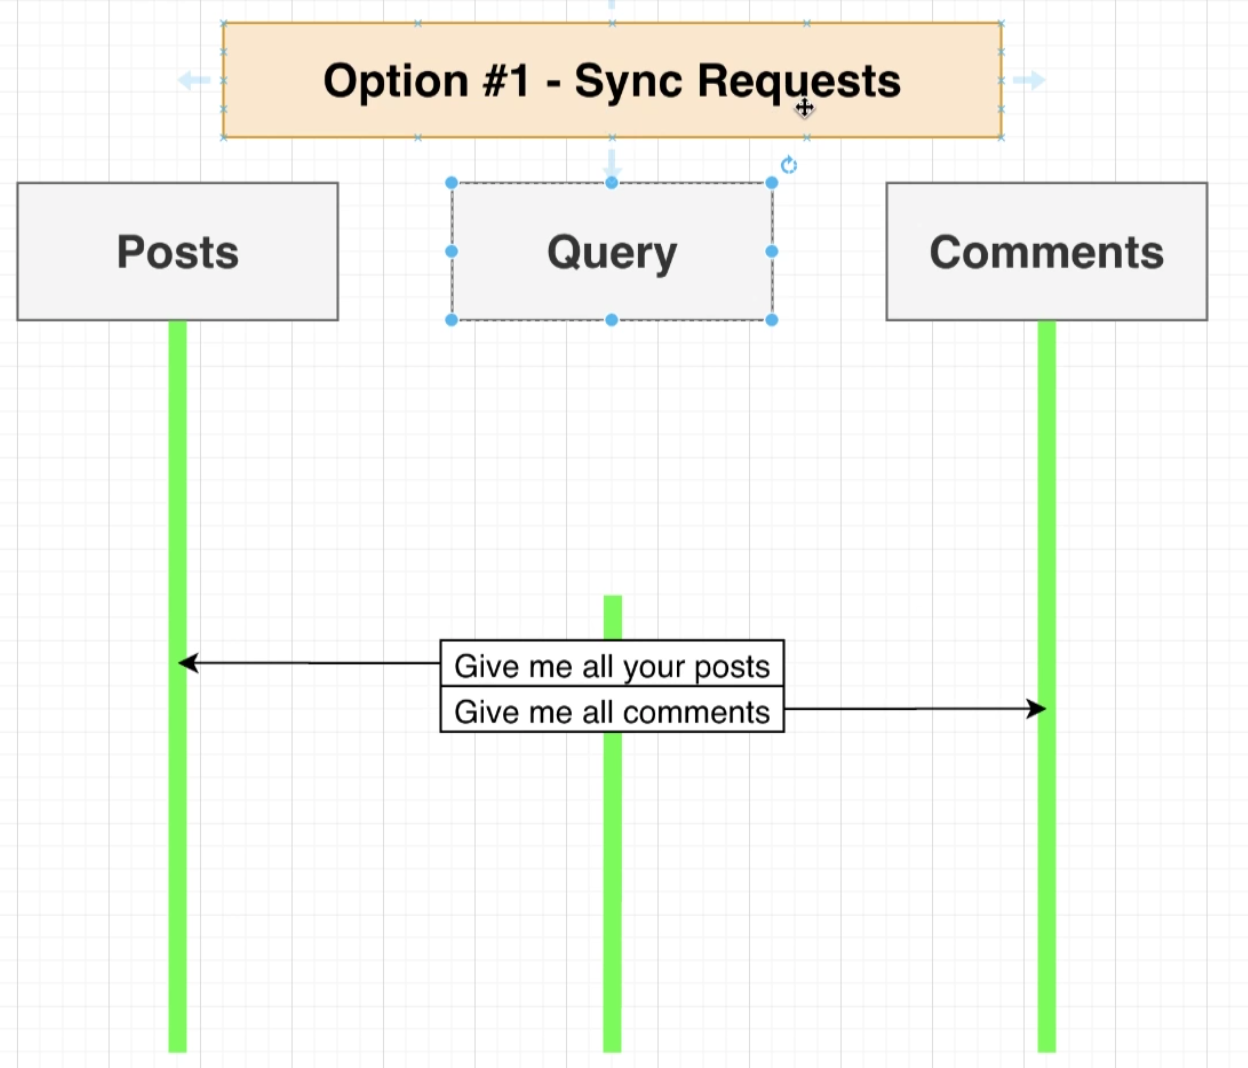 Option #1 - Sync Requests
Posts
Query
Comments
Give me all your posts
Give me all comments